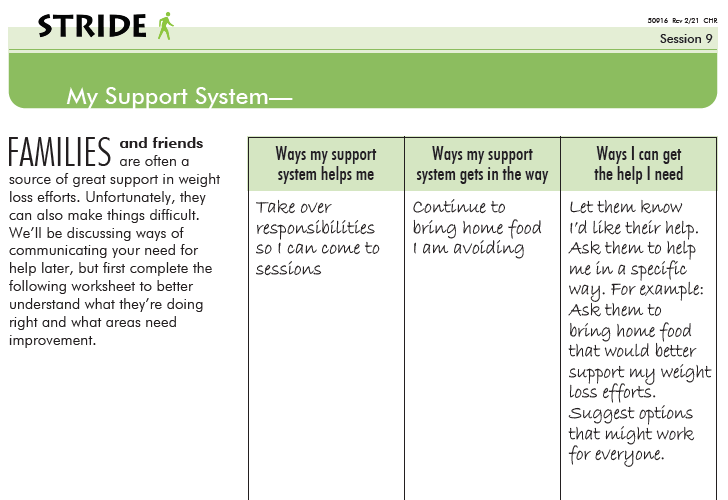 STRIDE
50916 Rev 2/21 CHR
Session 9
My Support System—
FAMILIES and friends
are often a
source of great support in weight
loss efforts. Unfortunately, they
can also make things difficult.
We’ll be discussing ways of
communicating your need for
help later, but first complete the
following worksheet to better
understand what they’re doing
right and what areas need
improvement.
Ways my support
system helps me
Take over
responsibilities
so I can come to
sessions
Ways my support
system gets in the way
Continue to
bring home food
I am avoiding
Ways I can get
the help I need
Let them know
I’d like their help.
Ask them to help
me in a specific
way. For example:
Ask them to
bring home food
that would better
support my weight
loss efforts.
Suggest options
that might work
for everyone.